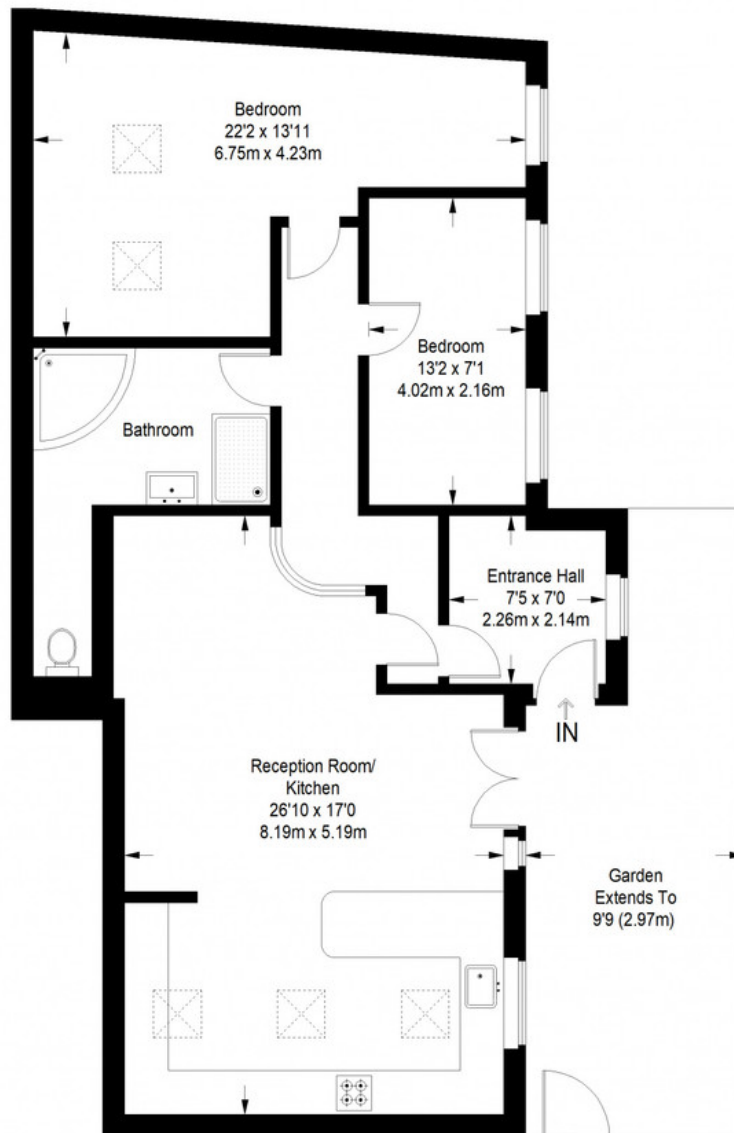 Bedroom
22'2 x 13'11
6.75m x 4.23m
Bedroom
13'2 x 7'1
4.02m x 2.16m
Bathroom
Entrance Hall
7'5 x 7'0
2.26m x 2.14m
IN
Reception Room/
Kitchen
26'10 x 17'0
8.19m x 5.19m
Garden
Extends To
9'9 (2.97m)